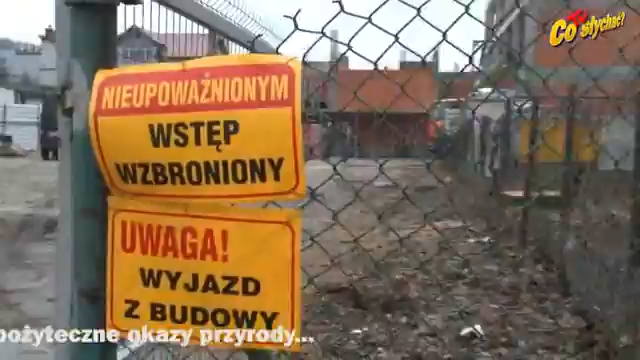 Co słychać?
NIEUPOWAŻNIONYM
WSTĘP
WZBRONIONY
UWAGA!
WYJAZD
Z BUDOWY
pożyteczne okazy przyrody...